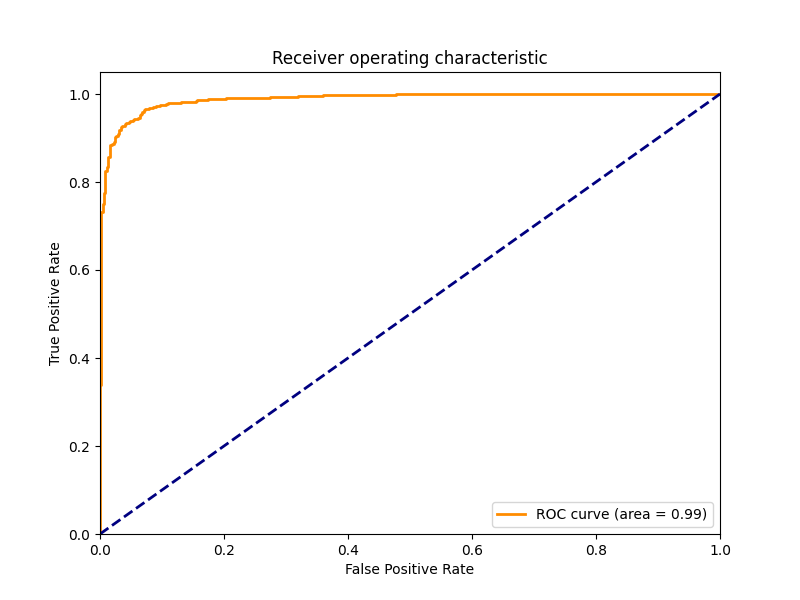 Receiver operating characteristic
True Positive Rate
1.0
0.8
0.6
0.4
0.2
0.0
0.0 0.2 0.4 0.6 0.8 1.0
False Positive Rate
ROC curve (area = 0.99)